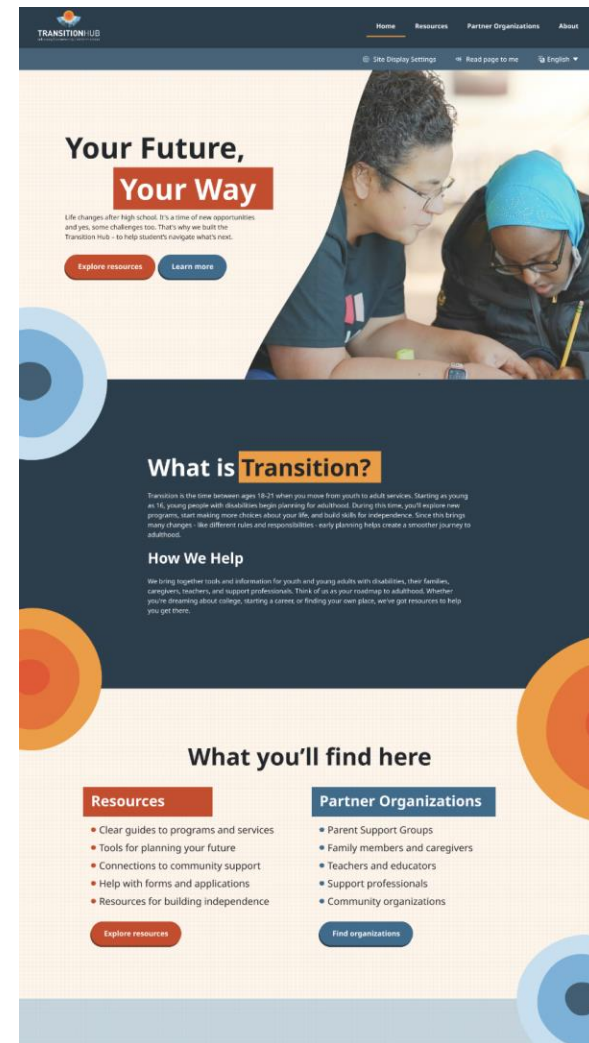 TRANSITIONHUB
Home Resources Partner Organizations About
Site Display Settings Read page to me English
Your Future,
Your Way
Life changes after high school. It's a time of new opportunities
and yes, some challenges too. That's why we built the
Transition Hub – to help student's navigate what's next.
Explore resources Learn more
What is Transition?
Transition is the time between ages 18-21 when you move from youth to adult services. Starting as young
as 16, young people with disabilities begin planning for adulthood. During this time, you'll explore new
programs, start making more choices about your life, and build skills for independence. Since this brings
many changes - like different rules and responsibilities - early planning helps create a smoother journey to
adulthood.
How We Help
We bring together tools and information for youth and young adults with disabilities, their families,
caregivers, teachers, and support professionals. Think of us as your roadmap to adulthood. Whether
you're dreaming about college, starting a career, or finding your own place, we've got resources to help
you get there.
What you'll find here
Resources
• Clear guides to programs and services
• Tools for planning your future
• Connections to community support
• Help with forms and applications
• Resources for building independence
Explore resources
Partner Organizations
• Parent Support Groups
• Family members and caregivers
• Teachers and educators
• Support professionals
• Community organizations
Find organizations